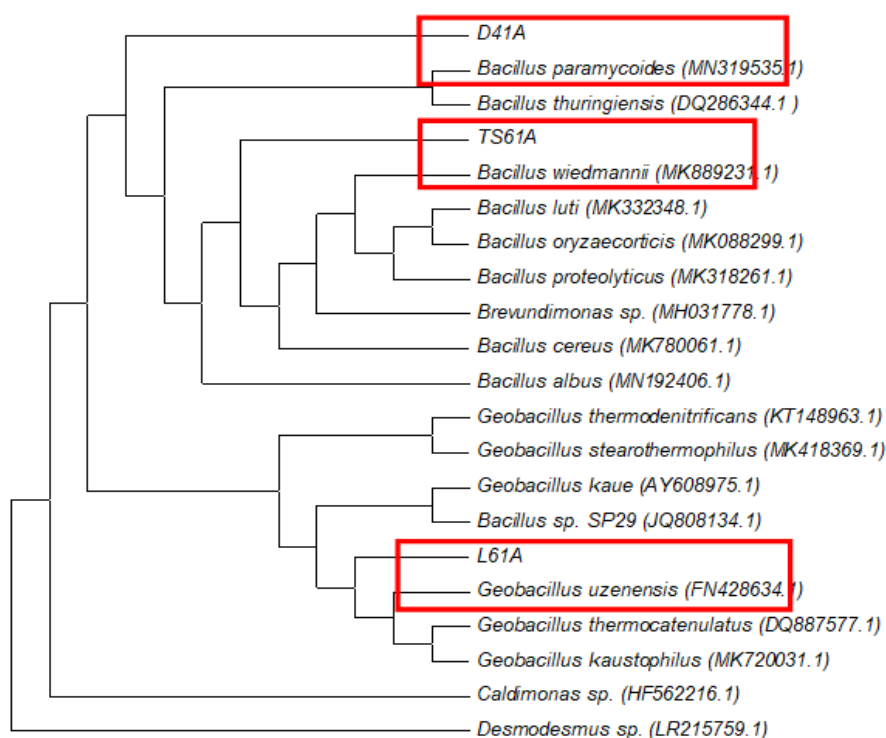 D41A
Bacillus paramycoides (MN319535.1)
Bacillus thuringiensis (DQ286344.1 )
TS61A
Bacillus wiedmannii (MK889231.1)
Bacillus luti (MK332348.1)
Bacillus oryzaecorticis (MK088299.1)
Bacillus proteolyticus (MK318261.1)
Brevundimonas sp. (MH031778.1)
Bacillus cereus (MK780061.1)
Bacillus albus (MN192406.1)
Geobacillus thermodenitrificans (KT148963.1)
Geobacillus stearothermophilus (MK418369.1)
Geobacillus kaue (AY608975.1)
Bacillus sp. SP29 (JQ808134.1)
L61A
Geobacillus uzenensis (FN428634.1)
Geobacillus thermocatenulatus (DQ887577.1)
Geobacillus kaustophilus (MK720031.1)
Caldimonas sp. (HF562216.1)
Desmodesmus sp. (LR215759.1)